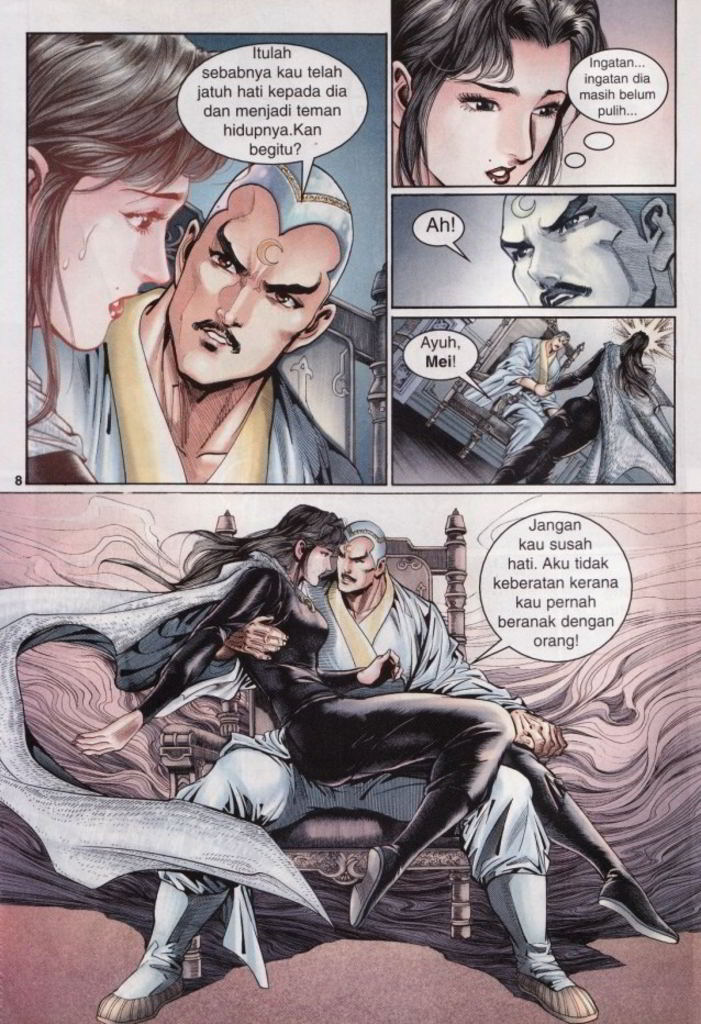 Itulah
sebabnya kau telah
jatuh hati kepada dia
dan menjadi teman
hidupnya.Kan
begitu?
Ingatan...
ingatan dia
masih belum
pulih...
Ah!
Ayuh,
Mei!
8
Jangan
kau susah
hati. Aku tidak
keberatan kerana
kau pernah
beranak dengan
orang!